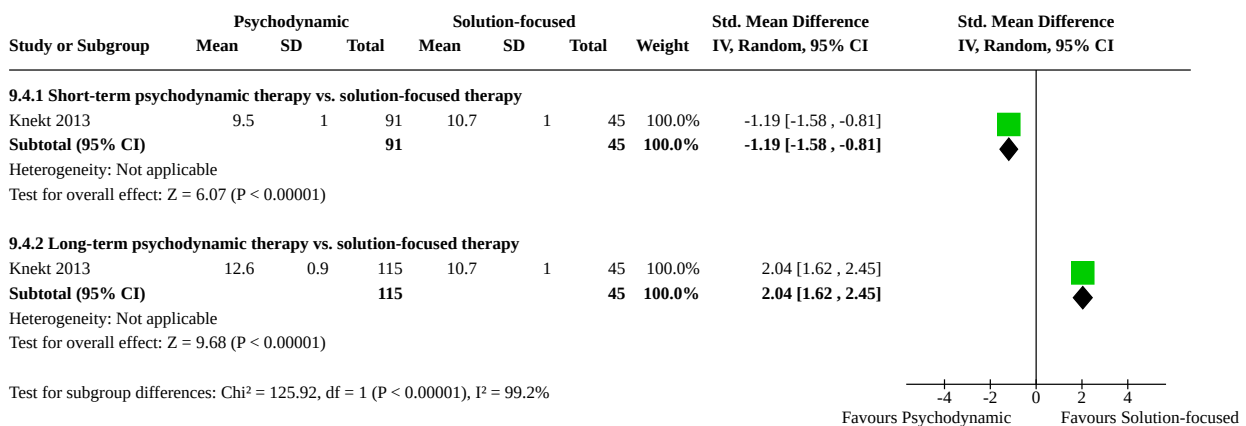 Psychodynamic Solution-focused Std. Mean Difference Std. Mean Difference
Study or Subgroup Mean SD Total Mean SD Total Weight IV, Random, 95% CI IV, Random, 95% CI
9.4.1 Short-term psychodynamic therapy vs. solution-focused therapy
Knekt 2013 9.5 1 91 10.7 1 45 100.0% -1.19 [-1.58 , -0.81]
Subtotal (95% CI) 91 45 100.0% -1.19 [-1.58 , -0.81]
Heterogeneity: Not applicable
Test for overall effect: Z = 6.07 (P < 0.00001)
9.4.2 Long-term psychodynamic therapy vs. solution-focused therapy
Knekt 2013 12.6 0.9 115 10.7 1 45 100.0% 2.04 [1.62 , 2.45]
Subtotal (95% CI) 115 45 100.0% 2.04 [1.62 , 2.45]
Heterogeneity: Not applicable
Test for overall effect: Z = 9.68 (P < 0.00001)
Test for subgroup differences: Chi² = 125.92, df = 1 (P < 0.00001), I² = 99.2%
-4 -2 0 2 4
Favours Psychodynamic Favours Solution-focused